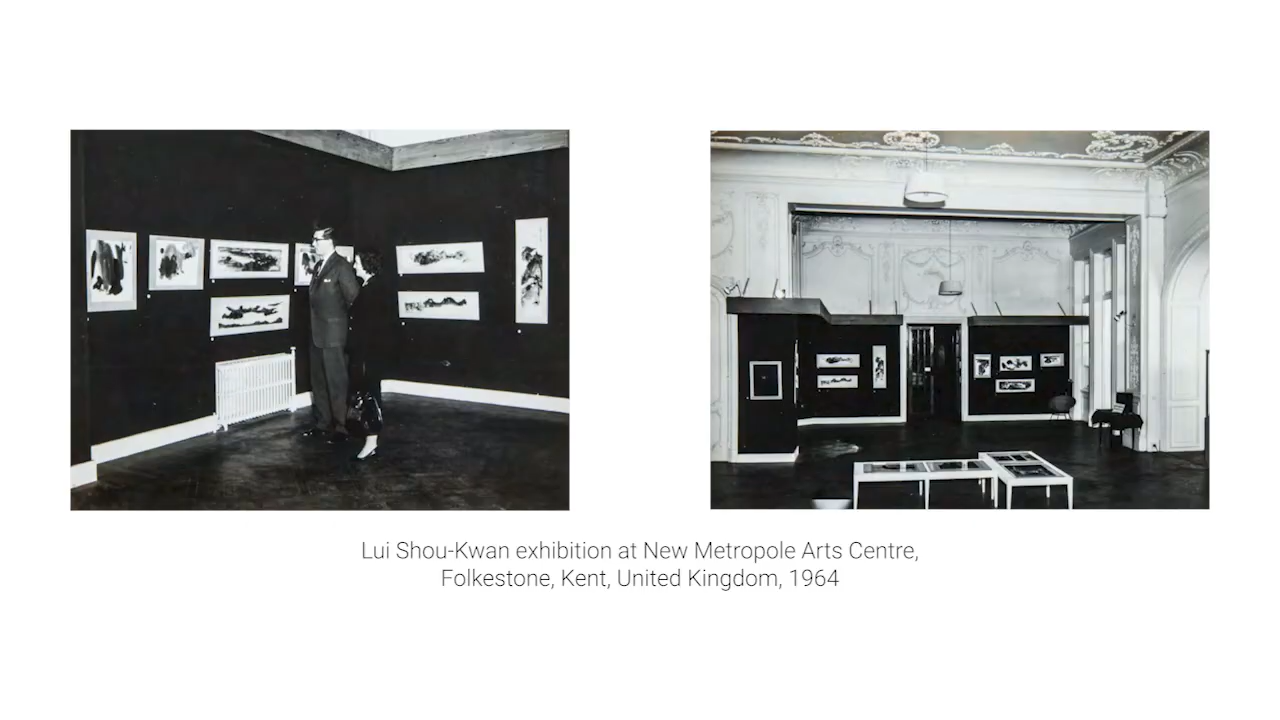 Lui Shou-Kwan exhibition at New Metropole Arts Centre,
Folkestone, Kent, United Kingdom, 1964